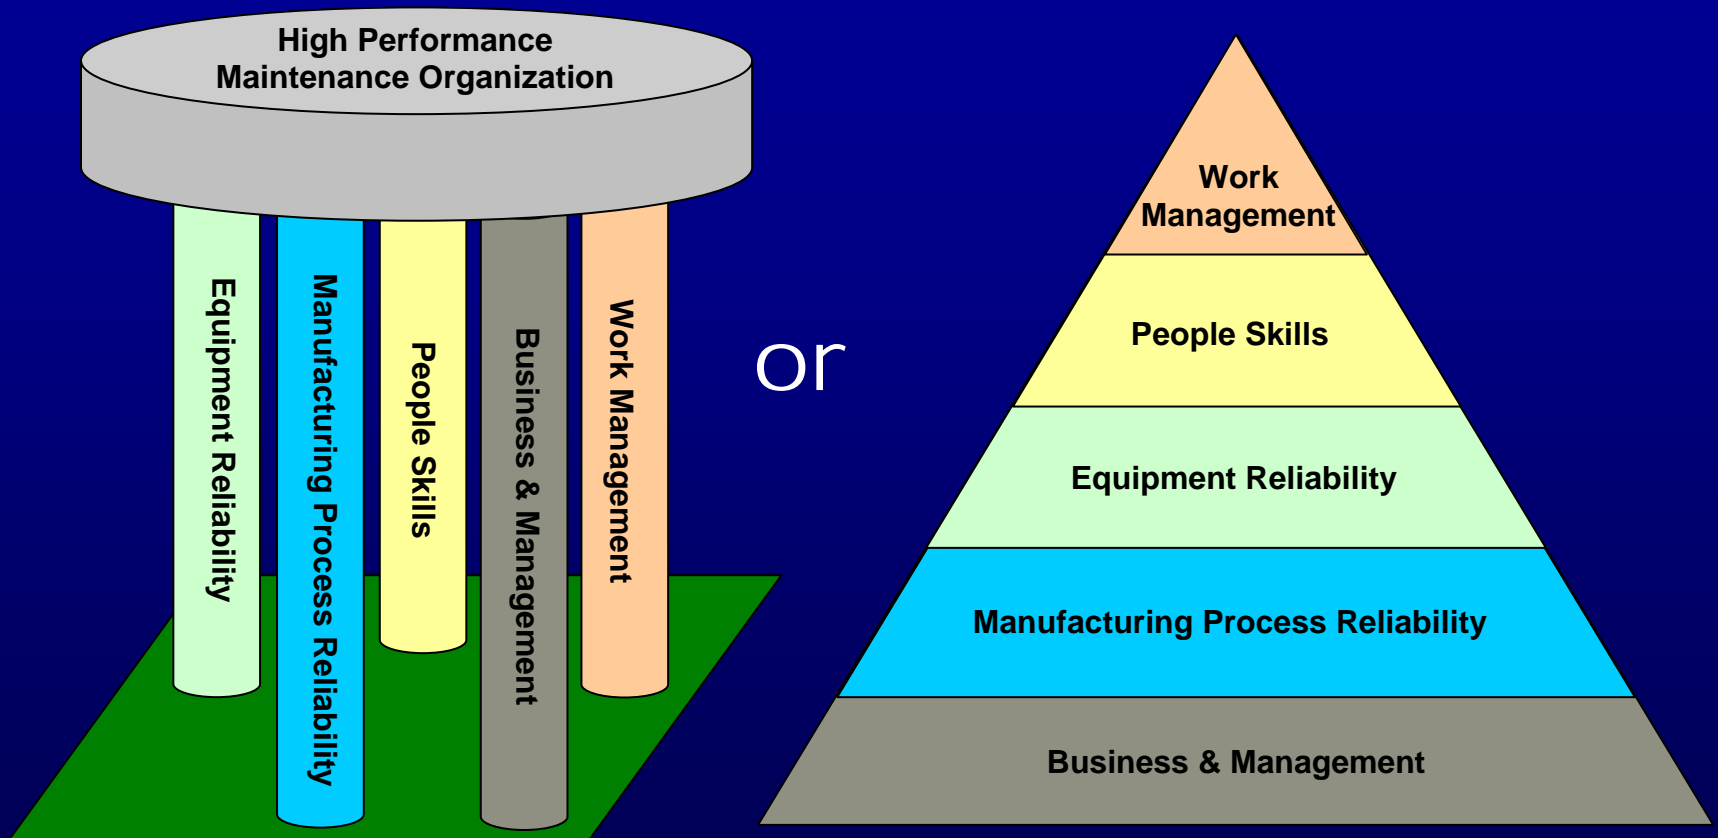 High Performance
Maintenance Organization
Equipment Reliability
Manufacturing Process Reliability
People Skills
Business & Management
Work Management
or
Work
Management
People Skills
Equipment Reliability
Manufacturing Process Reliability
Business & Management